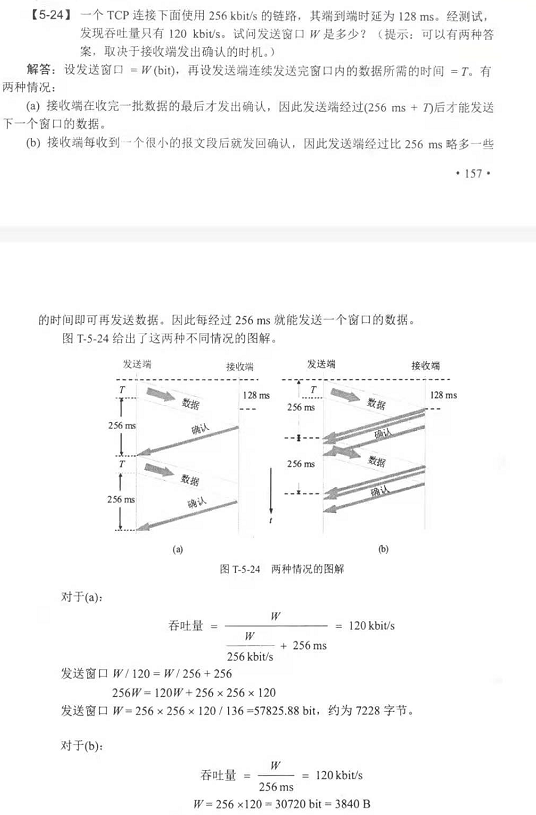 【5-24】 一个 TCP 连接下面使用 256 kbit/s 的链路，其端到端时延为 128 ms。经测试，
发现吞吐量只有 120 kbit/s。试问发送窗口 W 是多少？（提示：可以有两种答
案，取决于接收端发出确认的时机。）
解答：设发送窗口 = W (bit)，再设发送端连续发送完窗口内的数据所需的时间 = T。有
两种情况：
(a) 接收端在收完一批数据的最后才发出确认，因此发送端经过(256 ms + T)后才能发送
下一个窗口的数据。
(b) 接收端每收到一个很小的报文段后就发回确认，因此发送端经过比 256 ms 略多一些
• 157 •
的时间即可再发送数据。因此每经过 256 ms 就能发送一个窗口的数据。
图 T-5-24 给出了这两种不同情况的图解。
发送端 接收端 发送端 接收端
T 数据 128 ms T 数据 128 ms
256 ms 确认 256 ms 确认
T 数据 256 ms 数据
256 ms 确认 确认
t
(a) (b)
图 T-5-24 两种情况的图解
对于(a)：
吞吐量 = W / (W / 256 kbit/s + 256 ms) = 120 kbit/s
发送窗口 W / 120 = W / 256 + 256
256W = 120W + 256 × 256 × 120
发送窗口 W = 256 × 256 × 120 / 136 =57825.88 bit，约为 7228 字节。
对于(b)：
吞吐量 = W / 256 ms = 120 kbit/s
W = 256 ×120 = 30720 bit = 3840 B